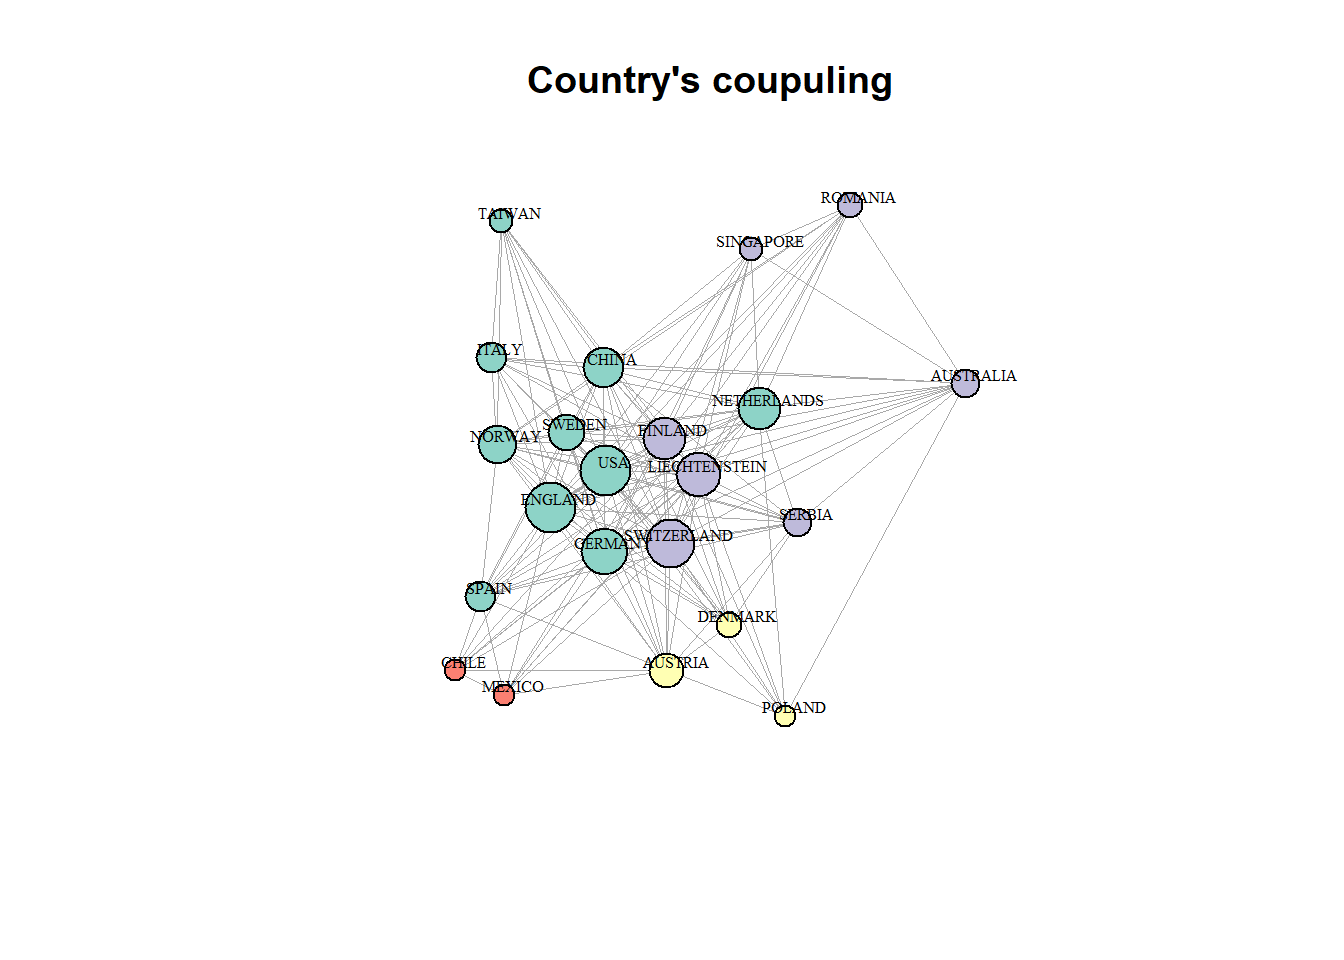 Country's coupuling
ROMANIA
TAIWAN
SINGAPORE
ITALY
CHINA
AUSTRALIA
NETHERLANDS
SWEDEN
FINLAND
NORWAY
USA
LIECHTENSTEIN
ENGLAND
SERBIA
SWITZERLAND
GERMANY
SPAIN
DENMARK
CHILE
AUSTRIA
MEXICO
POLAND